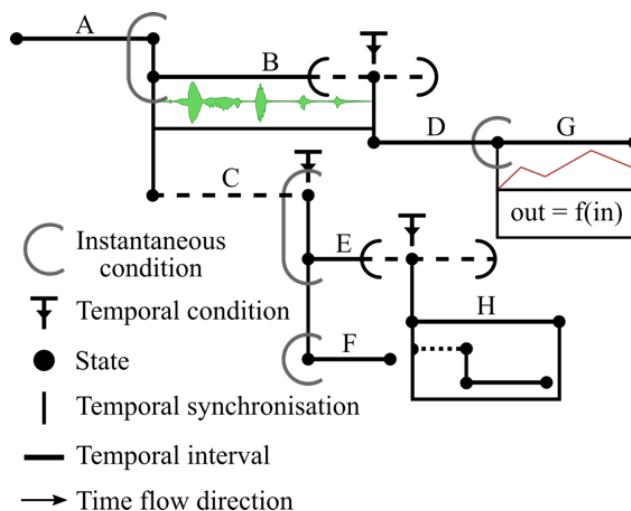 A
B
D
G
C
out = f(in)
E
Instantaneous
condition
H
Temporal condition
F
State
Temporal synchronisation
Temporal interval
Time flow direction